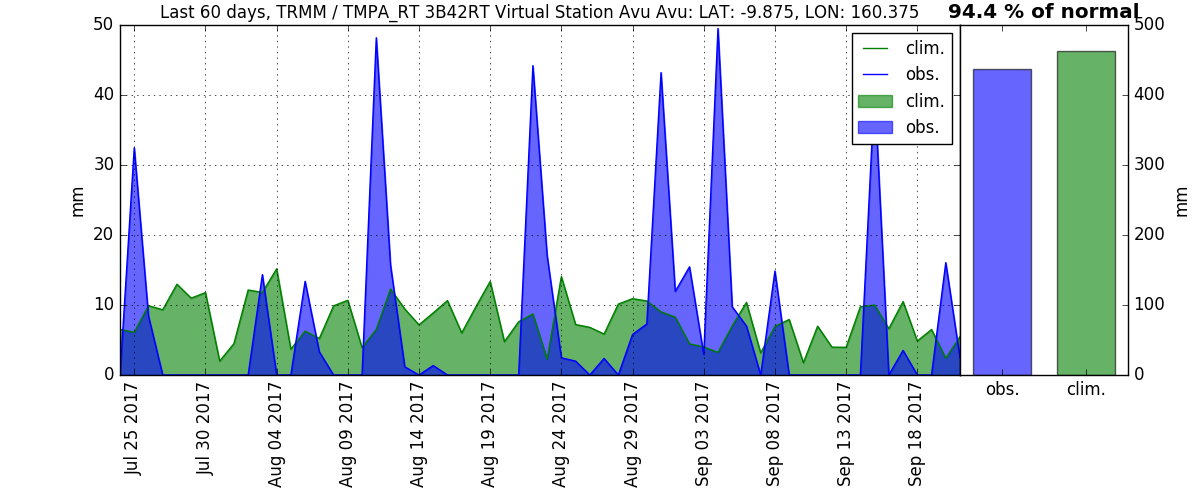 Last 60 days, TRMM / TMPA_RT 3B42RT Virtual Station Avu Avu: LAT: -9.875, LON: 160.375
94.4 % of normal
50
40
30
20
10
0
mm
clim.
obs.
clim.
obs.
Jul 25 2017
Jul 30 2017
Aug 04 2017
Aug 09 2017
Aug 14 2017
Aug 19 2017
Aug 24 2017
Aug 29 2017
Sep 03 2017
Sep 08 2017
Sep 13 2017
Sep 18 2017
500
400
300
200
100
0
mm
obs.
clim.